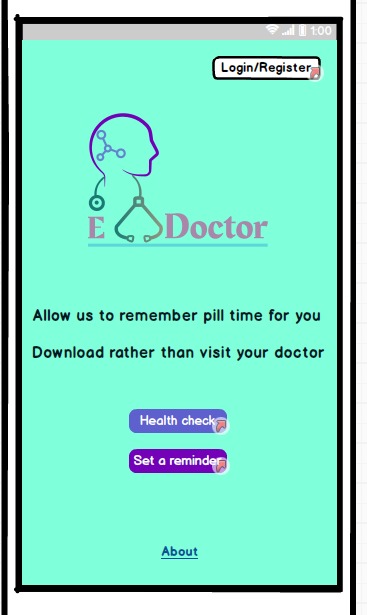 1:00
Login/Register
E Doctor
Allow us to remember pill time for you
Download rather than visit your doctor
Health check
Set a reminder
About